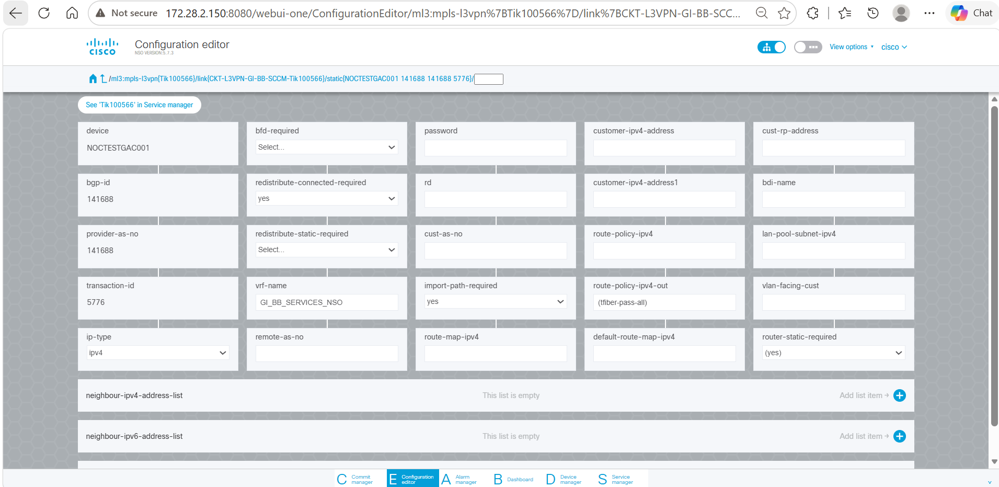 Not secure 172.28.2.150:8080/webui-one/ConfigurationEditor/ml3:mpls-l3vpn%7BTik100566%7D/link%7BCKT-L3VPN-GI-BB-SCC...
Chat
CISCO
Configuration editor
NSO VERSION:5.7.3
View options
cisco
/ml3:mpls-l3vpn{Tik100566}/link{CKT-L3VPN-GI-BB-SCCM-Tik100566}/static{NOCTESTGAC001 141688 141688 5776}/
See 'Tik100566' in Service manager
device
NOCTESTGAC001
bfd-required
Select...
password
customer-ipv4-address
cust-rp-address
bgp-id
141688
redistribute-connected-required
yes
rd
customer-ipv4-address1
bdi-name
provider-as-no
141688
redistribute-static-required
Select...
cust-as-no
route-policy-ipv4
lan-pool-subnet-ipv4
transaction-id
5776
vrf-name
GI_BB_SERVICES_NSO
import-path-required
yes
route-policy-ipv4-out
(tfiber-pass-all)
vlan-facing-cust
ip-type
ipv4
remote-as-no
route-map-ipv4
default-route-map-ipv4
router-static-required
(yes)
neighbour-ipv4-address-list
This list is empty
Add list item
neighbour-ipv6-address-list
This list is empty
Add list item
C Commit manager
E Configuration editor
A Alarm manager
B Dashboard
D Device manager
S Service manager